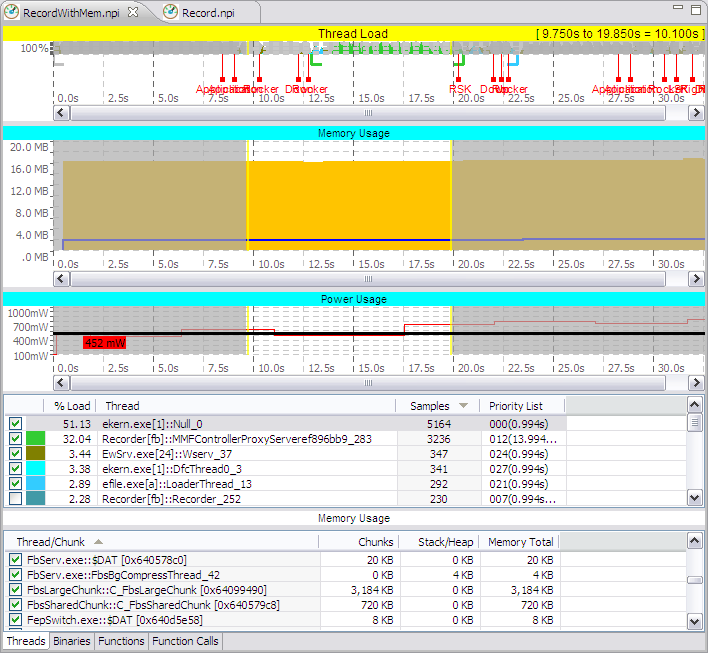 RecordWithMem.npi Record.npi
Thread Load [ 9.750s to 19.850s = 10.100s ]
100%
RSK
0.0s 2.5s 5.0s 7.5s 10.0s 12.5s 15.0s 17.5s 20.0s 22.5s 25.0s 27.5s 30.0s
Memory Usage
20.0 MB
16.0 MB
12.0 MB
8.0 MB
4.0 MB
.0 MB
0.0s 2.5s 5.0s 7.5s 10.0s 12.5s 15.0s 17.5s 20.0s 22.5s 25.0s 27.5s 30.0s
Power Usage
1000mW
700mW
400mW
100mW
452 mW
0.0s 2.5s 5.0s 7.5s 10.0s 12.5s 15.0s 17.5s 20.0s 22.5s 25.0s 27.5s 30.0s
% Load Thread Samples Priority List
51.13 ekern.exe[1]::Null_0 5164 000(0.994s)
32.04 Recorder[fb]::MMFControllerProxyServeref896bb9_283 3236 012(13.994...
3.44 EwSrv.exe[24]::Wserv_37 347 024(0.994s)
3.38 ekern.exe[1]::DfcThread0_3 341 027(0.994s)
2.89 efile.exe[a]::LoaderThread_13 292 021(0.994s)
2.28 Recorder[fb]::Recorder_252 230 007(0.994s...
Memory Usage
Thread/Chunk Chunks Stack/Heap Memory Total
FbServ.exe::$DAT [0x640578c0] 20 KB 0 KB 20 KB
FbServ.exe::FbsBgCompressThread_42 0 KB 4 KB 4 KB
FbsLargeChunk::C_FbsLargeChunk [0x64099490] 3,184 KB 0 KB 3,184 KB
FbsSharedChunk::C_FbsSharedChunk [0x640579c8] 720 KB 0 KB 720 KB
FepSwitch.exe::$DAT [0x640d5e58] 8 KB 0 KB 8 KB
Threads Binaries Functions Function Calls